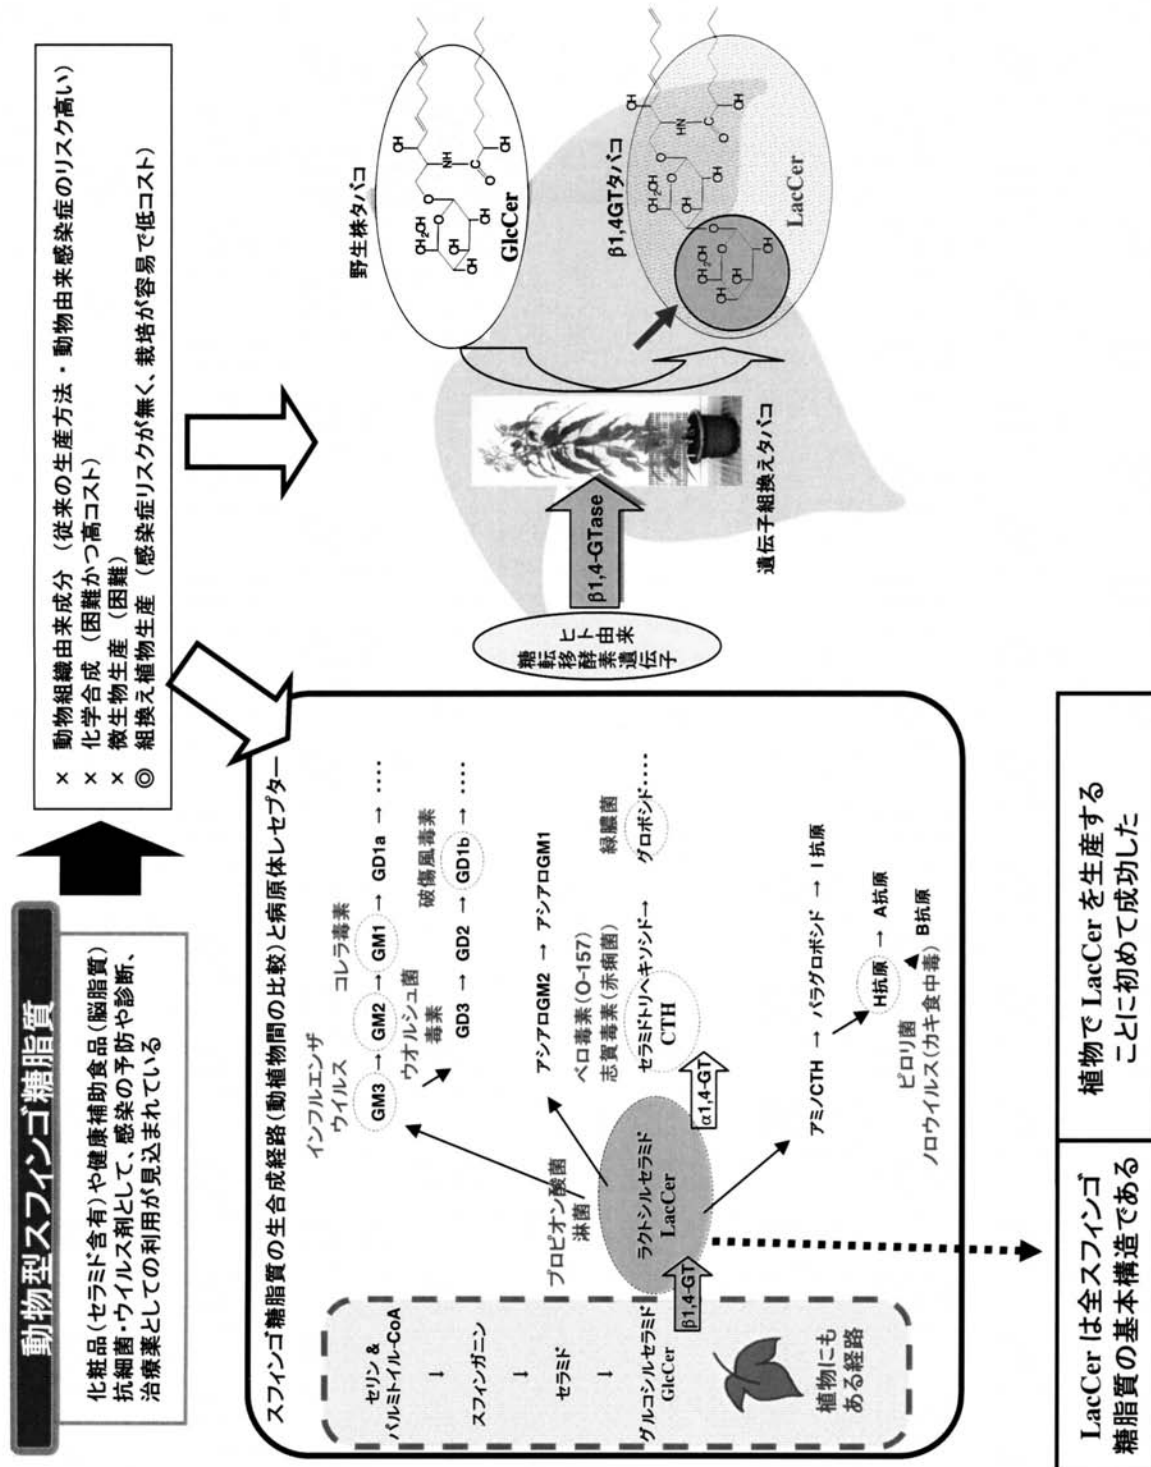 動物型スフィンゴ糖脂質
化粧品(セラミド含有)や健康補助食品(脳脂質)
抗細菌・ウイルス剤として、感染の予防や診断、
治療薬としての利用が見込まれている
× 動物組織由来成分（従来の生産方法・動物由来感染症のリスク高い）
× 化学合成（困難かつ高コスト）
× 微生物生産（困難）
◎ 組換え植物生産（感染症リスクが無く、栽培が容易で低コスト）
スフィンゴ糖脂質の生合成経路(動植物間の比較)と病原体レセプター
セリン &
パルミトイル-CoA
↓
スフィンガニン
↓
セラミド
↓
グルコシルセラミド
GlcCer
植物にも
ある経路
β1,4-GT
プロピオン酸菌
淋菌
ラクトシルセラミド
LacCer
α1,4-GT
インフルエンザ
ウイルス
コレラ毒素
GM3 → GM2 → GM1 → GD1a → ····
ウオルシュ菌
毒素
破傷風毒素
GD3 → GD2 → GD1b → ····
アシアロGM2 → アシアロGM1
ベロ毒素(O-157)
志賀毒素(赤痢菌)
緑膿菌
セラミドトリヘキソシド→
CTH
グロボシド····
アミノCTH → パラグロボシド → I 抗原
H抗原 → A抗原
B抗原
ピロリ菌
ノロウイルス(カキ食中毒)
ヒト由来
糖転移酵素遺伝子
β1,4-GTase
遺伝子組換えタバコ
野生株タバコ
CH2OH
O
OH
OH
OH
O
OH
NH
C
O
OH
GlcCer
β1,4GTタバコ
CH2OH
O
OH
OH
OH
O
CH2OH
O
OH
OH
O
OH
HN
C
O
OH
LacCer
LacCer は全スフィンゴ
糖脂質の基本構造である
植物で LacCer を生産する
ことに初めて成功した